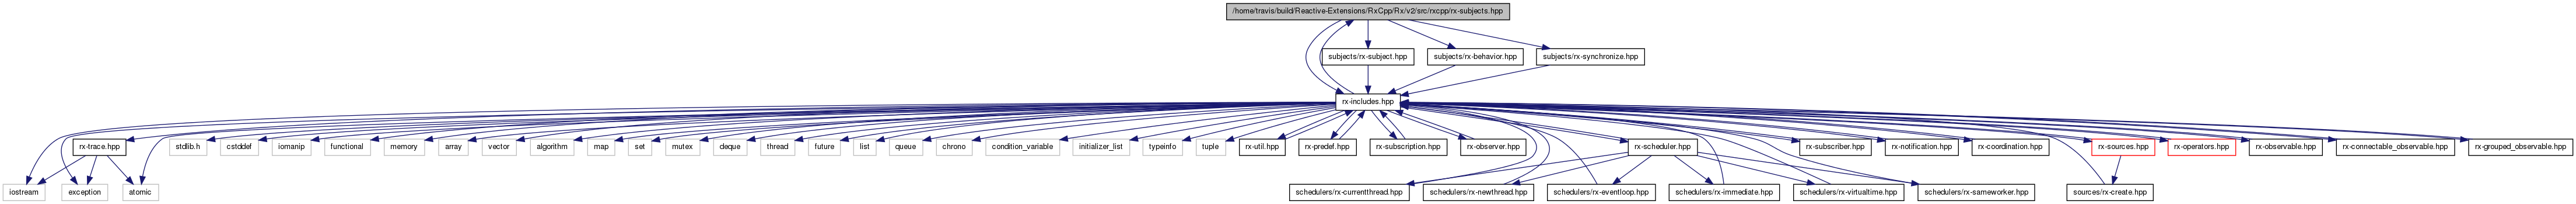 /home/travis/build/Reactive-Extensions/RxCpp/Rx/v2/src/rxcpp/rx-subjects.hpp
subjects/rx-subject.hpp
subjects/rx-behavior.hpp
subjects/rx-synchronize.hpp
rx-includes.hpp
rx-trace.hpp
stdlib.h
cstddef
iomanip
functional
memory
array
vector
algorithm
map
set
mutex
deque
thread
future
list
queue
chrono
condition_variable
initializer_list
typeinfo
tuple
rx-util.hpp
rx-predef.hpp
rx-subscription.hpp
rx-observer.hpp
rx-scheduler.hpp
rx-subscriber.hpp
rx-notification.hpp
rx-coordination.hpp
rx-sources.hpp
rx-operators.hpp
rx-observable.hpp
rx-connectable_observable.hpp
rx-grouped_observable.hpp
iostream
exception
atomic
schedulers/rx-currentthread.hpp
schedulers/rx-newthread.hpp
schedulers/rx-eventloop.hpp
schedulers/rx-immediate.hpp
schedulers/rx-virtualtime.hpp
schedulers/rx-sameworker.hpp
sources/rx-create.hpp